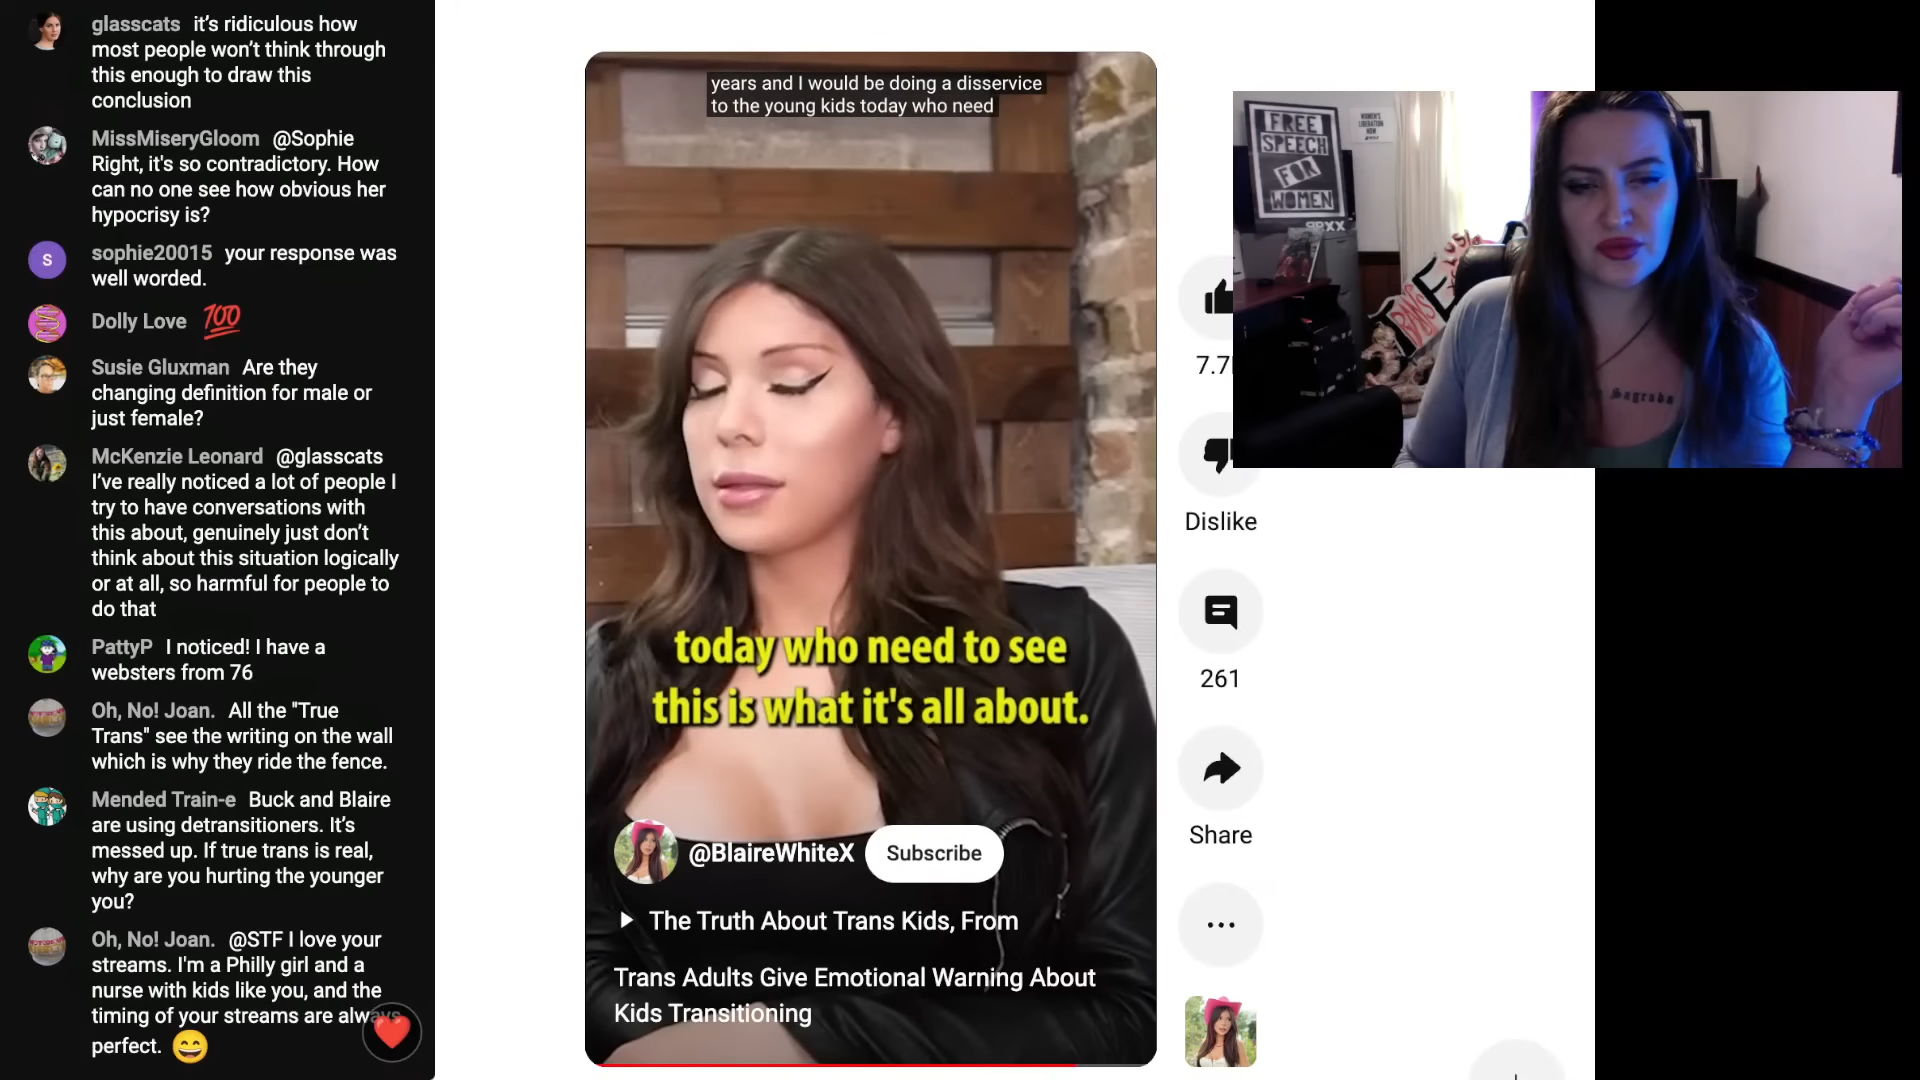 glasscats it’s ridiculous how
most people won’t think through
this enough to draw this
conclusion
MissMiseryGloom @Sophie
Right, it's so contradictory. How
can no one see how obvious her
hypocrisy is?
S
sophie20015 your response was
well worded.
Dolly Love 💯
Susie Gluxman Are they
changing definition for male or
just female?
McKenzie Leonard @glasscats
I’ve really noticed a lot of people I
try to have conversations with
this about, genuinely just don’t
think about this situation logically
or at all, so harmful for people to
do that
PattyP I noticed! I have a
websters from 76
Oh, No! Joan. All the "True
Trans" see the writing on the wall
which is why they ride the fence.
Mended Train-e Buck and Blaire
are using detransitioners. It’s
messed up. If true trans is real,
why are you hurting the younger
you?
Oh, No! Joan. @STF I love your
streams. I'm a Philly girl and a
nurse with kids like you, and the
timing of your streams are always
perfect. 😄
years and I would be doing a disservice
to the young kids today who need
today who need to see
this is what it's all about.
@BlaireWhiteX Subscribe
The Truth About Trans Kids, From
Trans Adults Give Emotional Warning About
Kids Transitioning
7.7
Dislike
261
Share
FREE
SPEECH
FOR
WOMEN
WOMEN'S
LIBERATION
NOW
TRANS
Sagrada